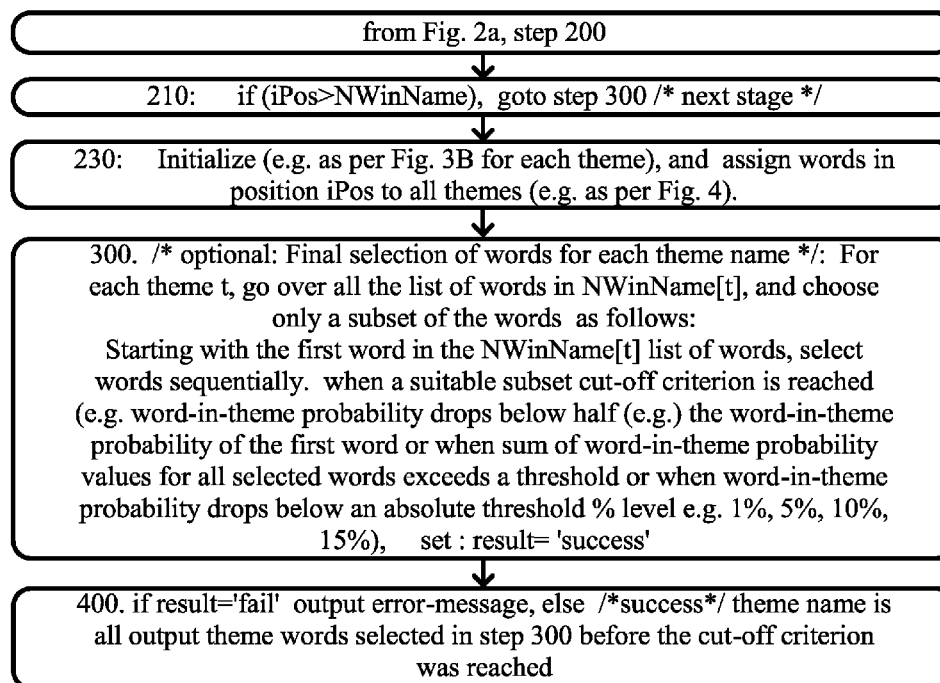 from Fig. 2a, step 200
210: if (iPos>NWinName), goto step 300 /* next stage */
230: Initialize (e.g. as per Fig. 3B for each theme), and assign words in
position iPos to all themes (e.g. as per Fig. 4).
300. /* optional: Final selection of words for each theme name */: For
each theme t, go over all the list of words in NWinName[t], and choose
only a subset of the words as follows:
Starting with the first word in the NWinName[t] list of words, select
words sequentially. when a suitable subset cut-off criterion is reached
(e.g. word-in-theme probability drops below half (e.g.) the word-in-theme
probability of the first word or when sum of word-in-theme probability
values for all selected words exceeds a threshold or when word-in-theme
probability drops below an absolute threshold % level e.g. 1%, 5%, 10%,
15%), set : result= 'success'
400. if result='fail' output error-message, else /*success*/ theme name is
all output theme words selected in step 300 before the cut-off criterion
was reached